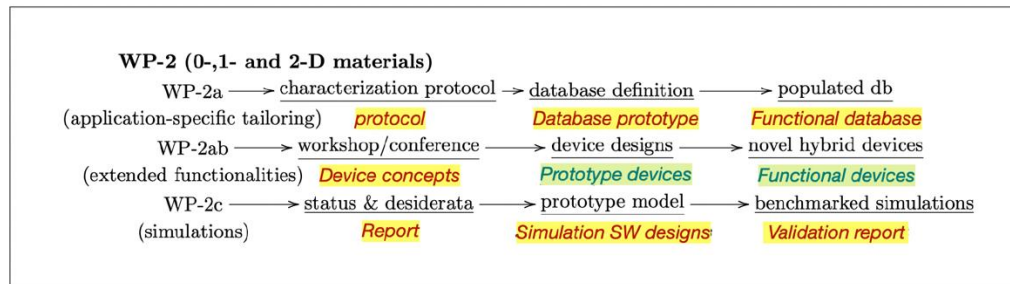 WP-2 (0-,1- and 2-D materials)
WP-2a characterization protocol database definition populated db
(application-specific tailoring) protocol Database prototype Functional database
WP-2ab workshop/conference device designs novel hybrid devices
(extended functionalities) Device concepts Prototype devices Functional devices
WP-2c status & desiderata prototype model benchmarked simulations
(simulations) Report Simulation SW designs Validation report